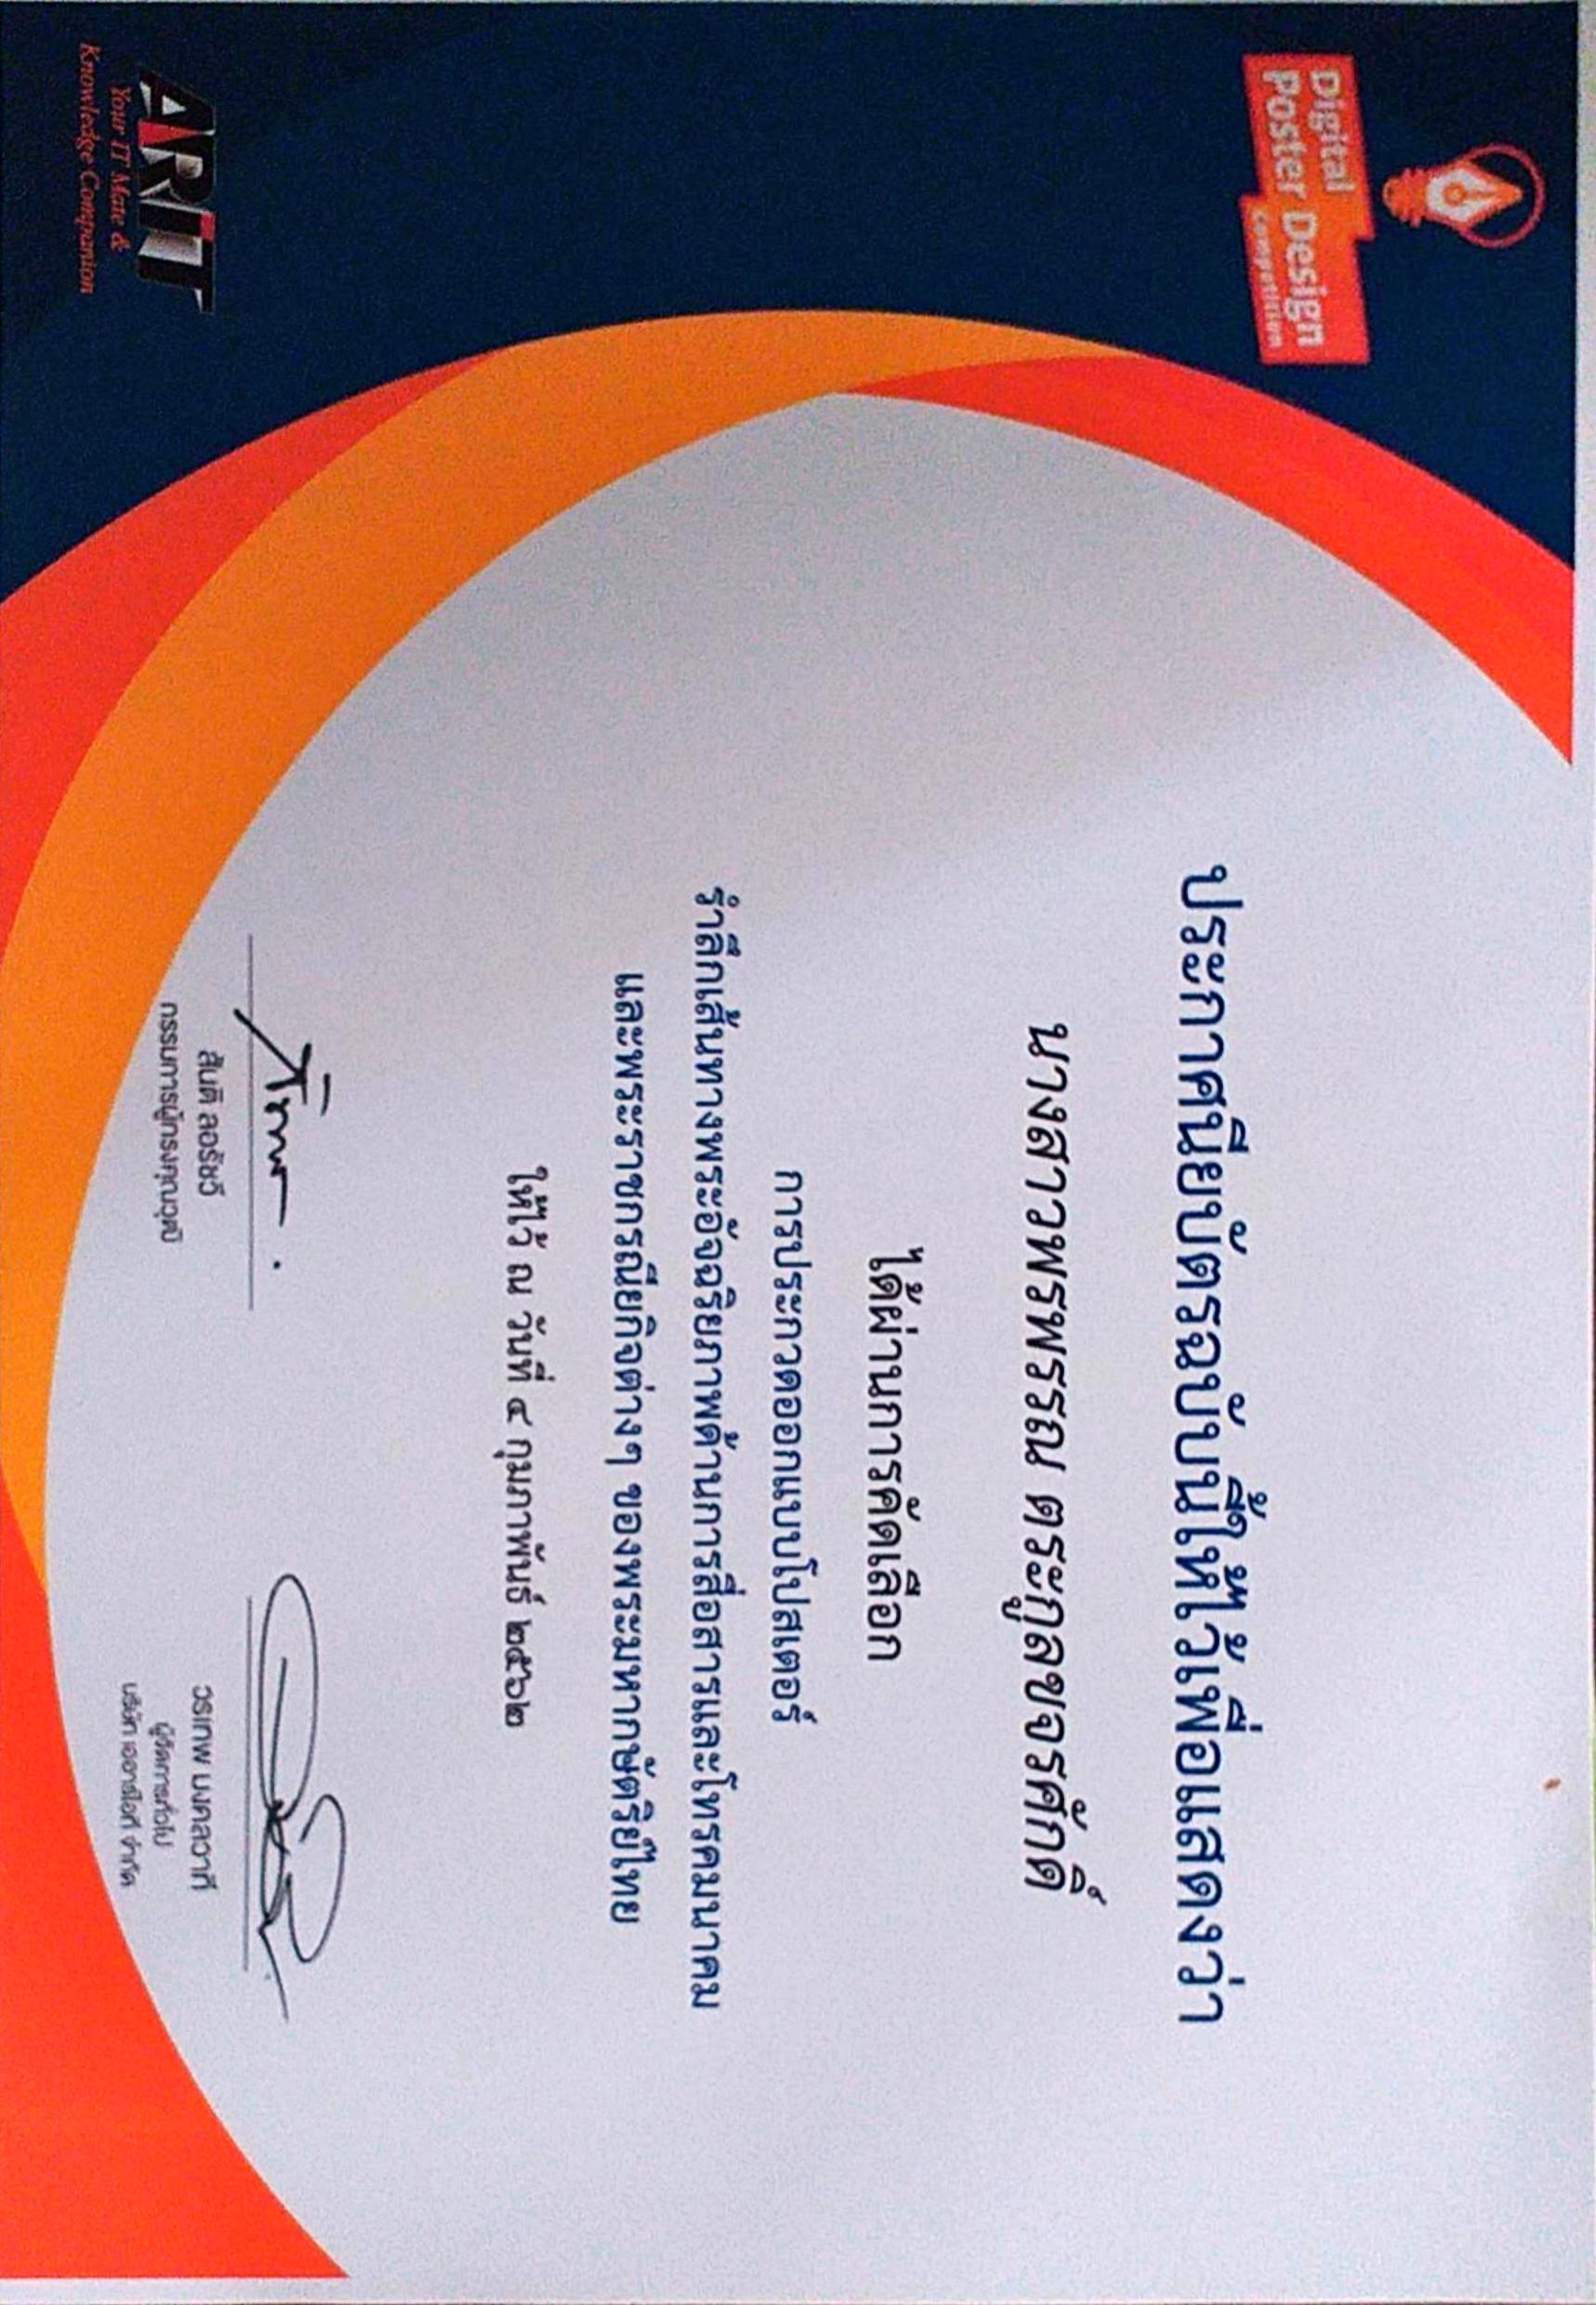 Digital
Poster Design
Competition
ประกาศนียบัตรฉบับนี้ให้ไว้เพื่อแสดงว่า
นางสาวพรพรรณ ตระกูลขจรศักดิ์
ได้ผ่านการคัดเลือก
การประกวดออกแบบโปสเตอร์
รำลึกเส้นทางพระอัจฉริยภาพด้านการสื่อสารและโทรคมนาคม
และพระราชกรณียกิจต่างๆ ของพระมหากษัตริย์ไทย
ให้ไว้ ณ วันที่ ๔ กุมภาพันธ์ ๒๕๖๒
สันติ ลอรัชวี
กรรมการผู้ทรงคุณวุฒิ
วรเทพ มงคลวาที
ผู้จัดการทั่วไป
บริษัท เออาร์ไอที จำกัด
ARIT
Your IT Mate &
Knowledge Companion